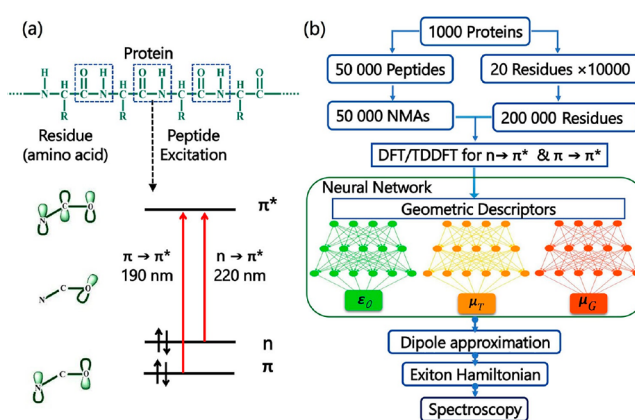 (a)
Protein
H H O H H O H H O H H O
N C C N C C N C C N C C
R R R R
Residue
(amino acid)
Peptide
Excitation
N C O
π*
π → π*
190 nm
n → π*
220 nm
N C O
n
π
N C O
(b)
1000 Proteins
50 000 Peptides
20 Residues ×10000
50 000 NMAs
200 000 Residues
DFT/TDDFT for n→ π* & π → π*
Neural Network
Geometric Descriptors
ε0
μT
μG
Dipole approximation
Exiton Hamiltonian
Spectroscopy